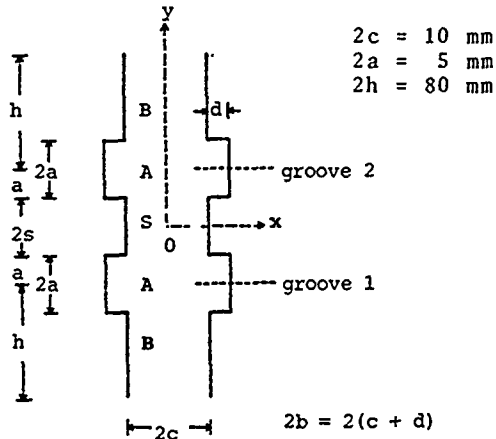 y
2c = 10 mm
2a = 5 mm
2h = 80 mm
h
B
d
2a
A
groove 2
a
2s
S
x
O
a
2a
A
groove 1
h
B
2c
2b = 2(c + d)